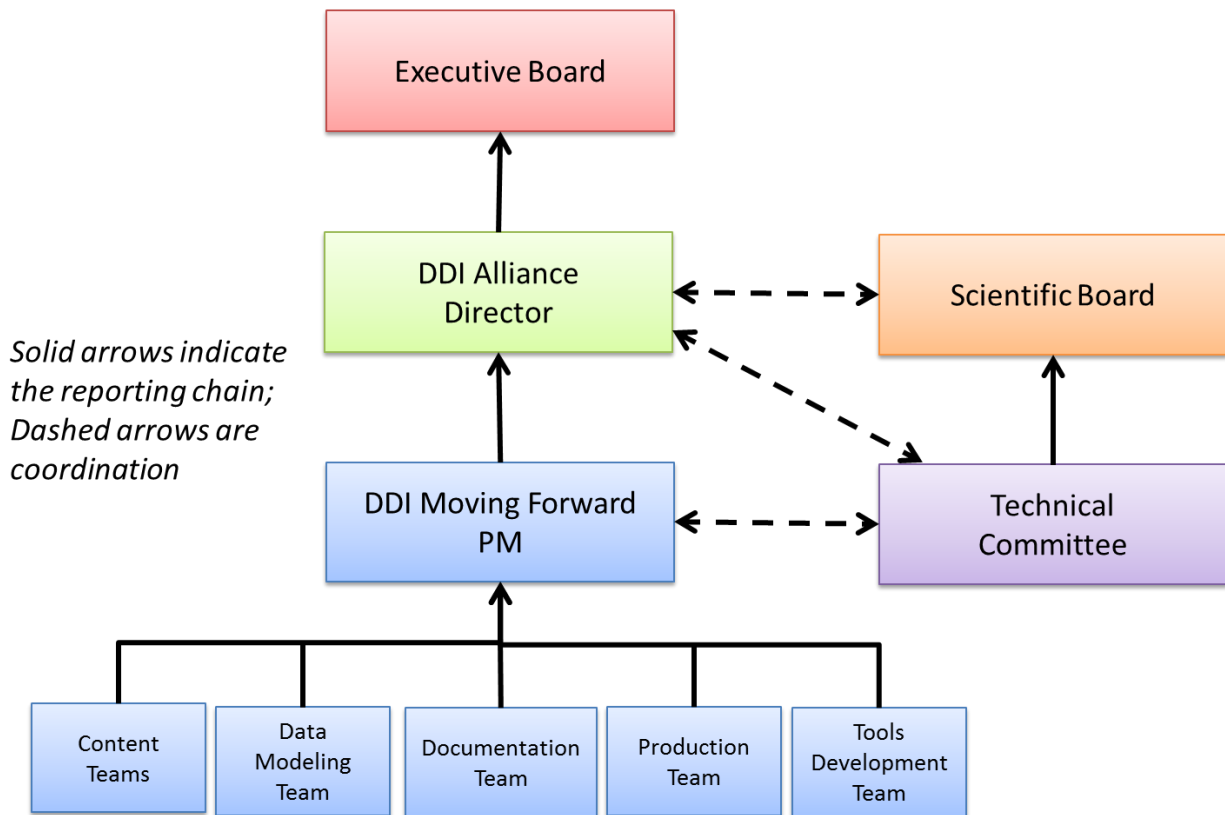 Executive Board
DDI Alliance
Director
Scientific Board
Solid arrows indicate
the reporting chain;
Dashed arrows are
coordination
DDI Moving Forward
PM
Technical
Committee
Content
Teams
Data
Modeling
Team
Documentation
Team
Production
Team
Tools
Development
Team